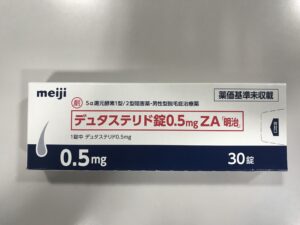 meiji
劇 5α還元酵素1型/2型阻害薬・男性型脱毛症治療薬
薬価基準未収載
デュタステリド錠0.5mg ZA「明治」
1錠中 デュタステリド0.5mg
0.5mg
30錠